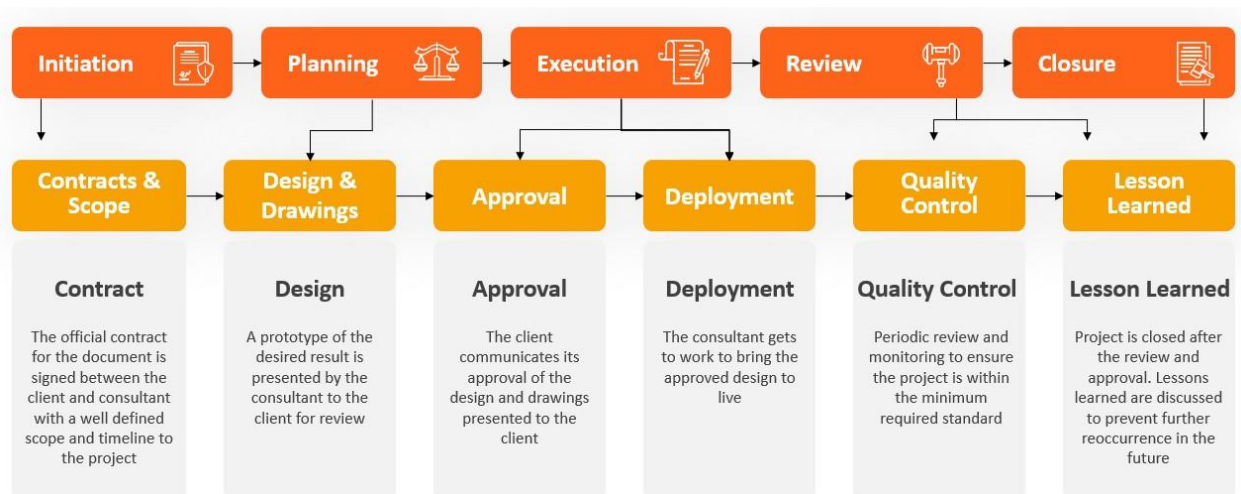 Initiation
Planning
Execution
Review
Closure
Contracts &
Scope
Design &
Drawings
Approval
Deployment
Quality
Control
Lesson
Learned
Contract
The official contract
for the document is
signed between the
client and consultant
with a well defined
scope and timeline to
the project
Design
A prototype of the
desired result is
presented by the
consultant to the
client for review
Approval
The client
communicates its
approval of the
design and drawings
presented to the
client
Deployment
The consultant gets
to work to bring the
approved design to
live
Quality Control
Periodic review and
monitoring to ensure
the project is within
the minimum
required standard
Lesson Learned
Project is closed after
the review and
approval. Lessons
learned are discussed
to prevent further
reoccurrence in the
future